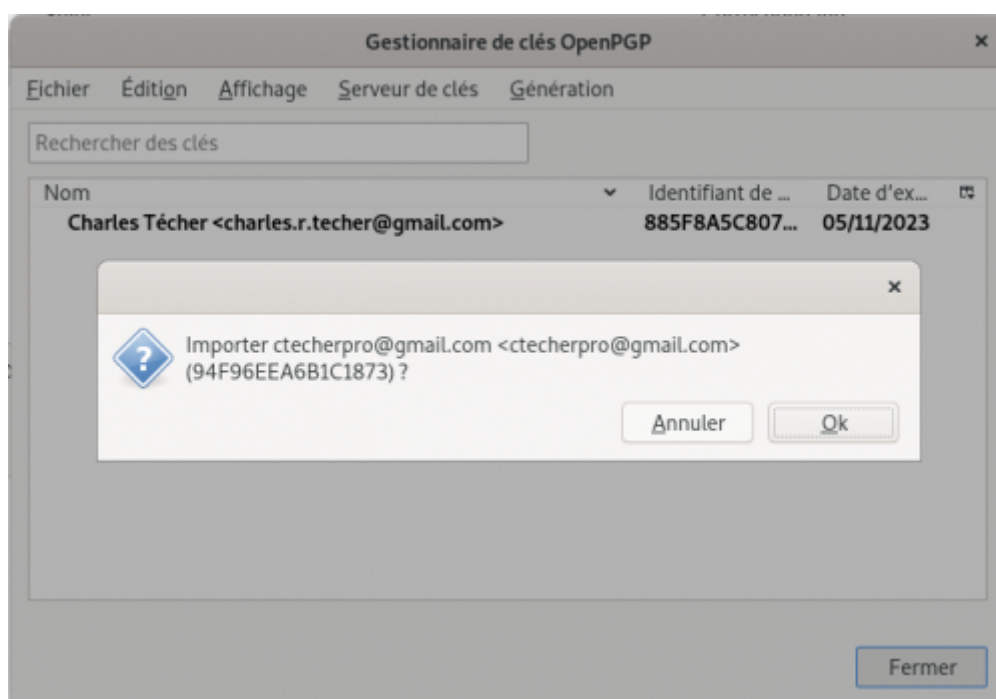 Gestionnaire de clés OpenPGP
Fichier Édition Affichage Serveur de clés Génération
Rechercher des clés
Nom Identifiant de ... Date d'ex...
Charles Técher <charles.r.techer@gmail.com> 885F8A5C807... 05/11/2023
Importer ctecherpro@gmail.com <ctecherpro@gmail.com>
(94F96EEA6B1C1873) ?
Annuler Ok
Fermer